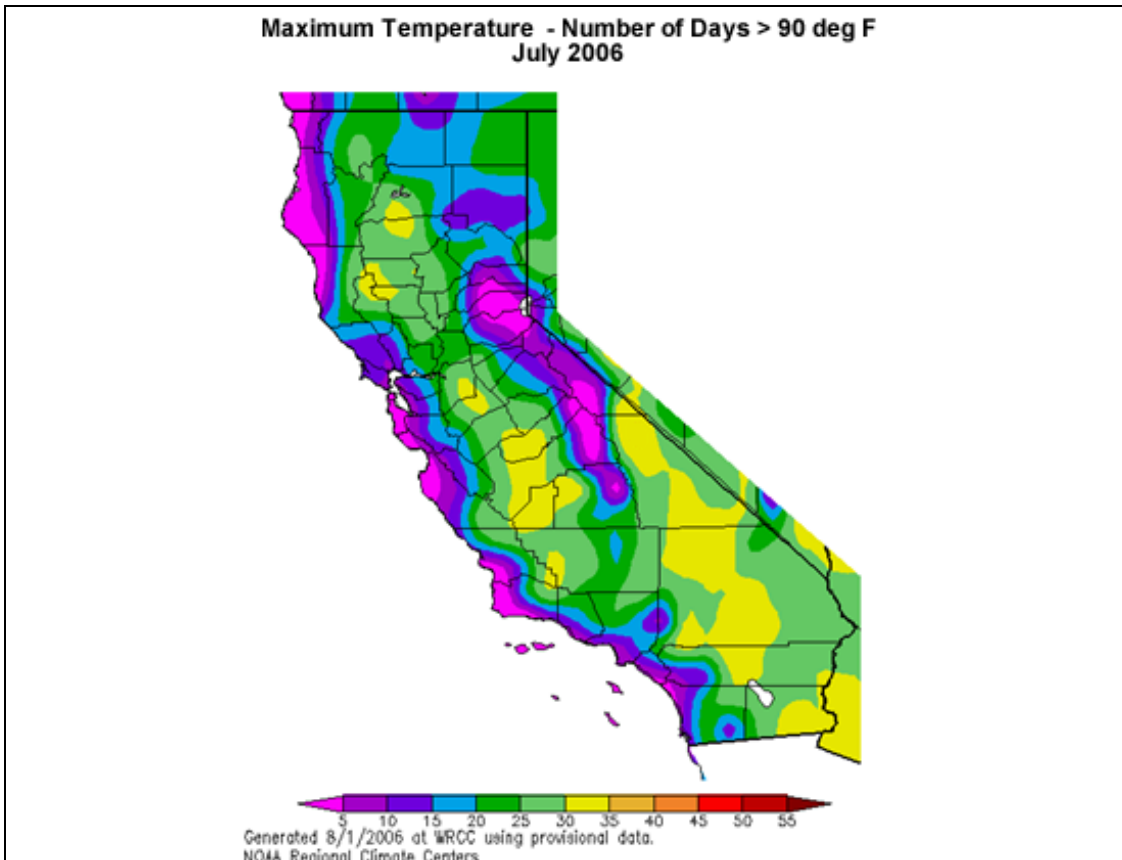 Maximum Temperature - Number of Days > 90 deg F
July 2006
5 10 15 20 25 30 35 40 45 50 55
Generated 8/1/2006 at WRCC using provisional data.
NOAA Regional Climate Centers